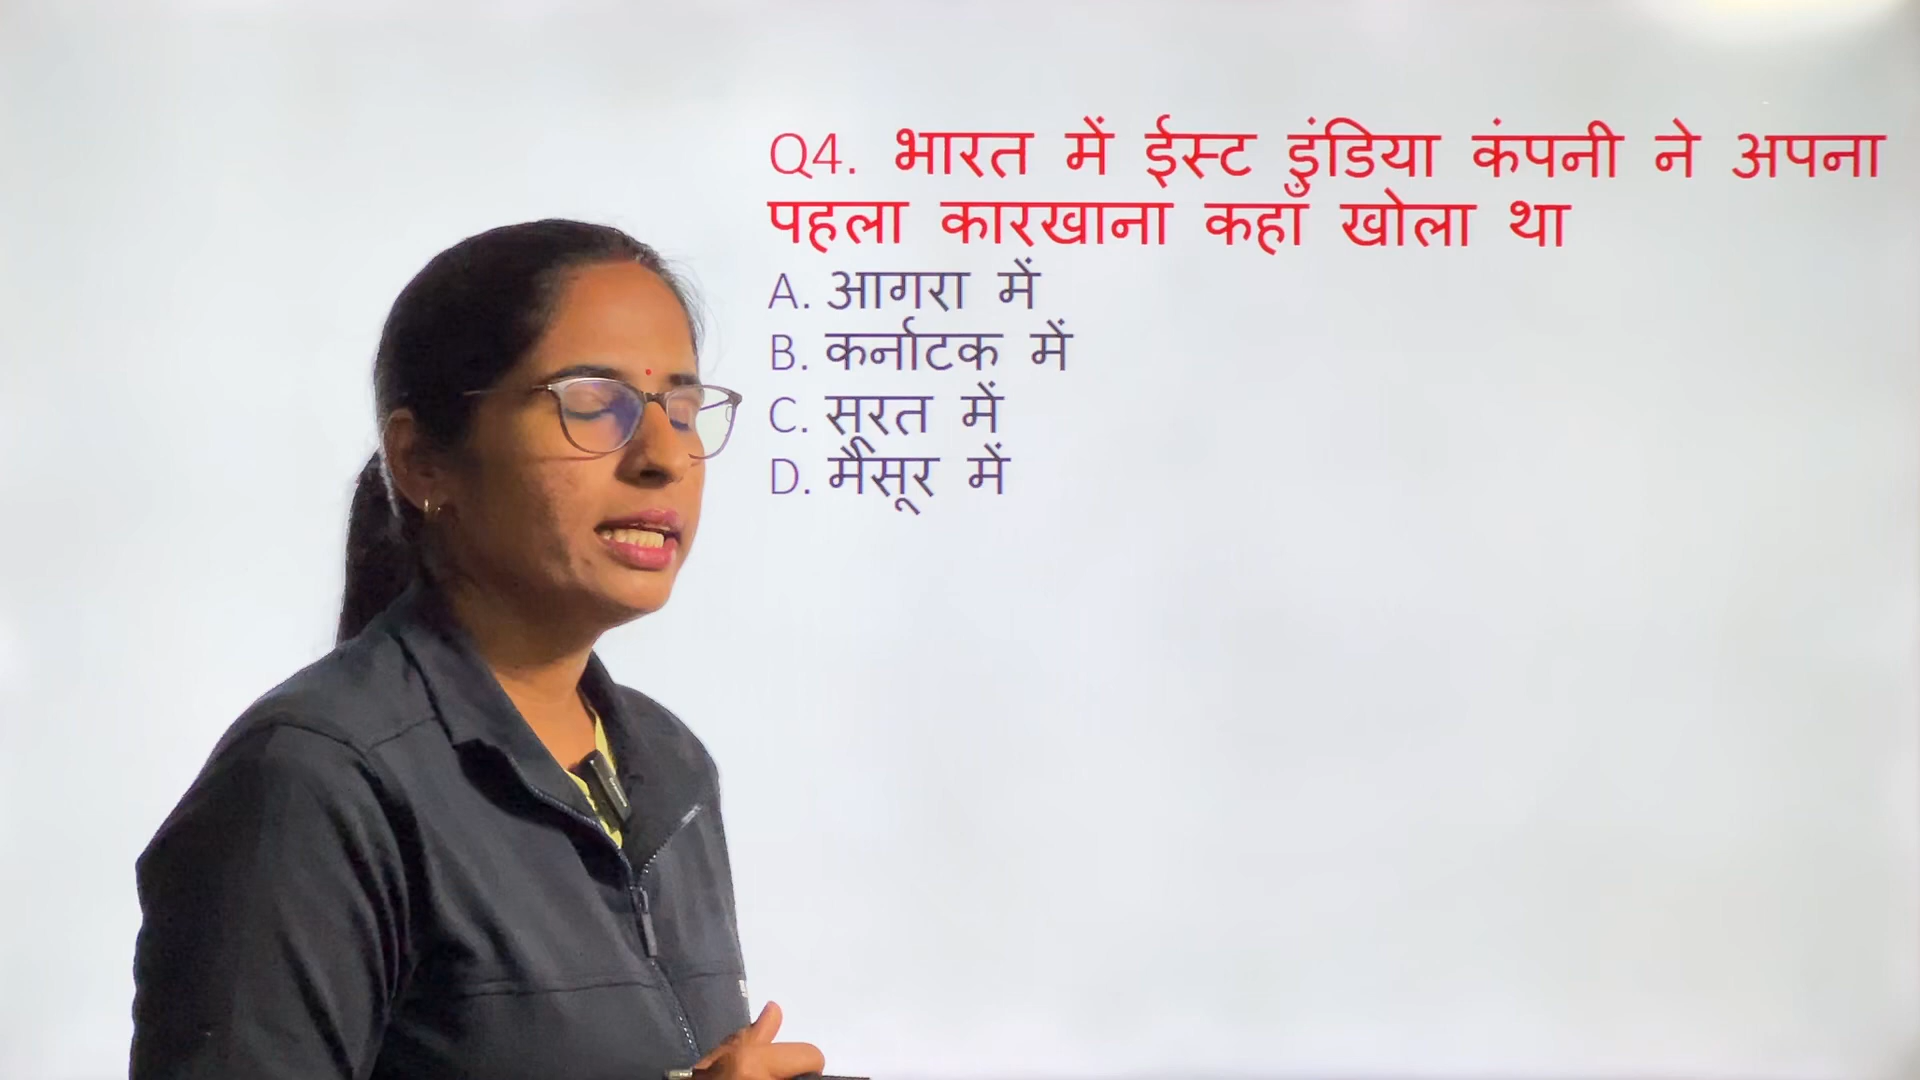 Q4. भारत में ईस्ट इंडिया कंपनी ने अपना
पहला कारखाना कहाँ खोला था
A. आगरा में
B. कर्नाटक में
C. सूरत में
D. मैसूर में